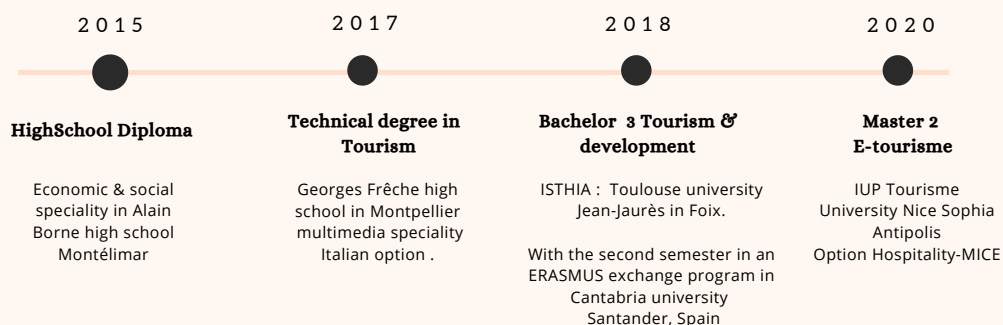 2015
HighSchool Diploma
Economic & social
speciality in Alain
Borne high school
Montélimar
2017
Technical degree in
Tourism
Georges Frêche high
school in Montpellier
multimedia speciality
Italian option .
2018
Bachelor 3 Tourism &
development
ISTHIA : Toulouse university
Jean-Jaurès in Foix.
With the second semester in an
ERASMUS exchange program in
Cantabria university
Santander, Spain
2020
Master 2
E-tourisme
IUP Tourisme
University Nice Sophia
Antipolis
Option Hospitality-MICE